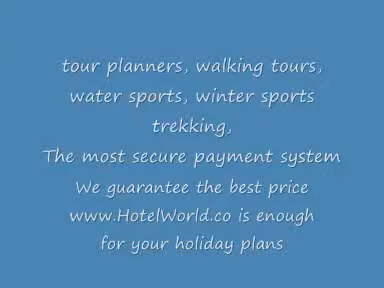 tour planners, walking tours,
water sports, winter sports
trekking,
The most secure payment system
We guarantee the best price
www.HotelWorld.co is enough
for your holiday plans